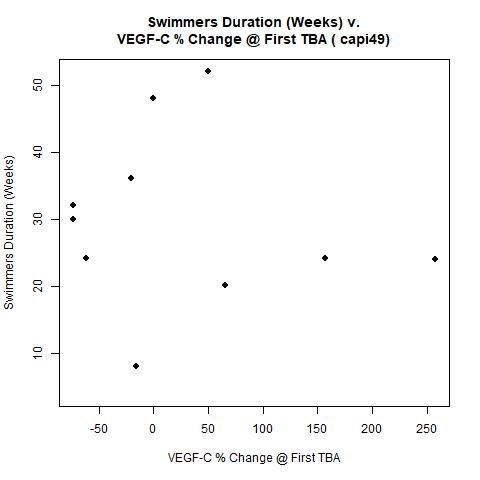 Swimmers Duration (Weeks) v.
VEGF-C % Change @ First TBA ( capi49)
Swimmers Duration (Weeks)
50
40
30
20
10
-50 0 50 100 150 200 250
VEGF-C % Change @ First TBA